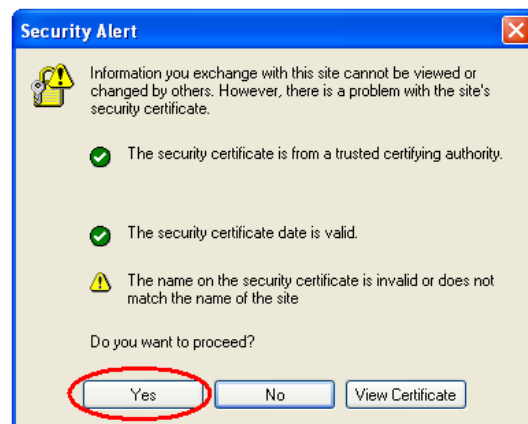 Security Alert
Information you exchange with this site cannot be viewed or
changed by others. However, there is a problem with the site's
security certificate.
The security certificate is from a trusted certifying authority.
The security certificate date is valid.
The name on the security certificate is invalid or does not
match the name of the site
Do you want to proceed?
Yes No View Certificate